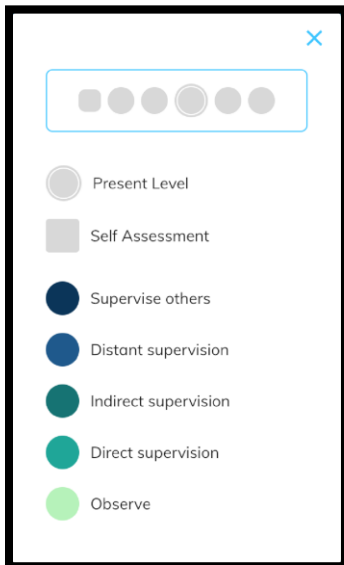 Present Level
Self Assessment
Supervise others
Distant supervision
Indirect supervision
Direct supervision
Observe